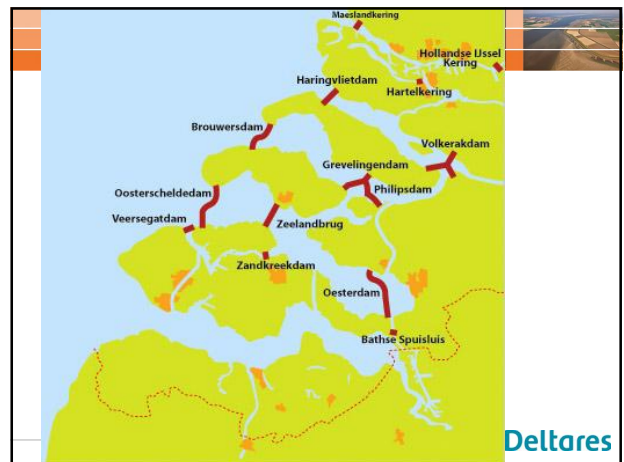 Maeslandkering
Hollandse IJssel
Kering
Haringvlietdam
Hartelkering
Brouwersdam
Volkerakdam
Grevelingendam
Philipsdam
Oosterscheldedam
Veersegatdam
Zeelandbrug
Zandkreekdam
Oesterdam
Bathse Spuisluis
Deltares